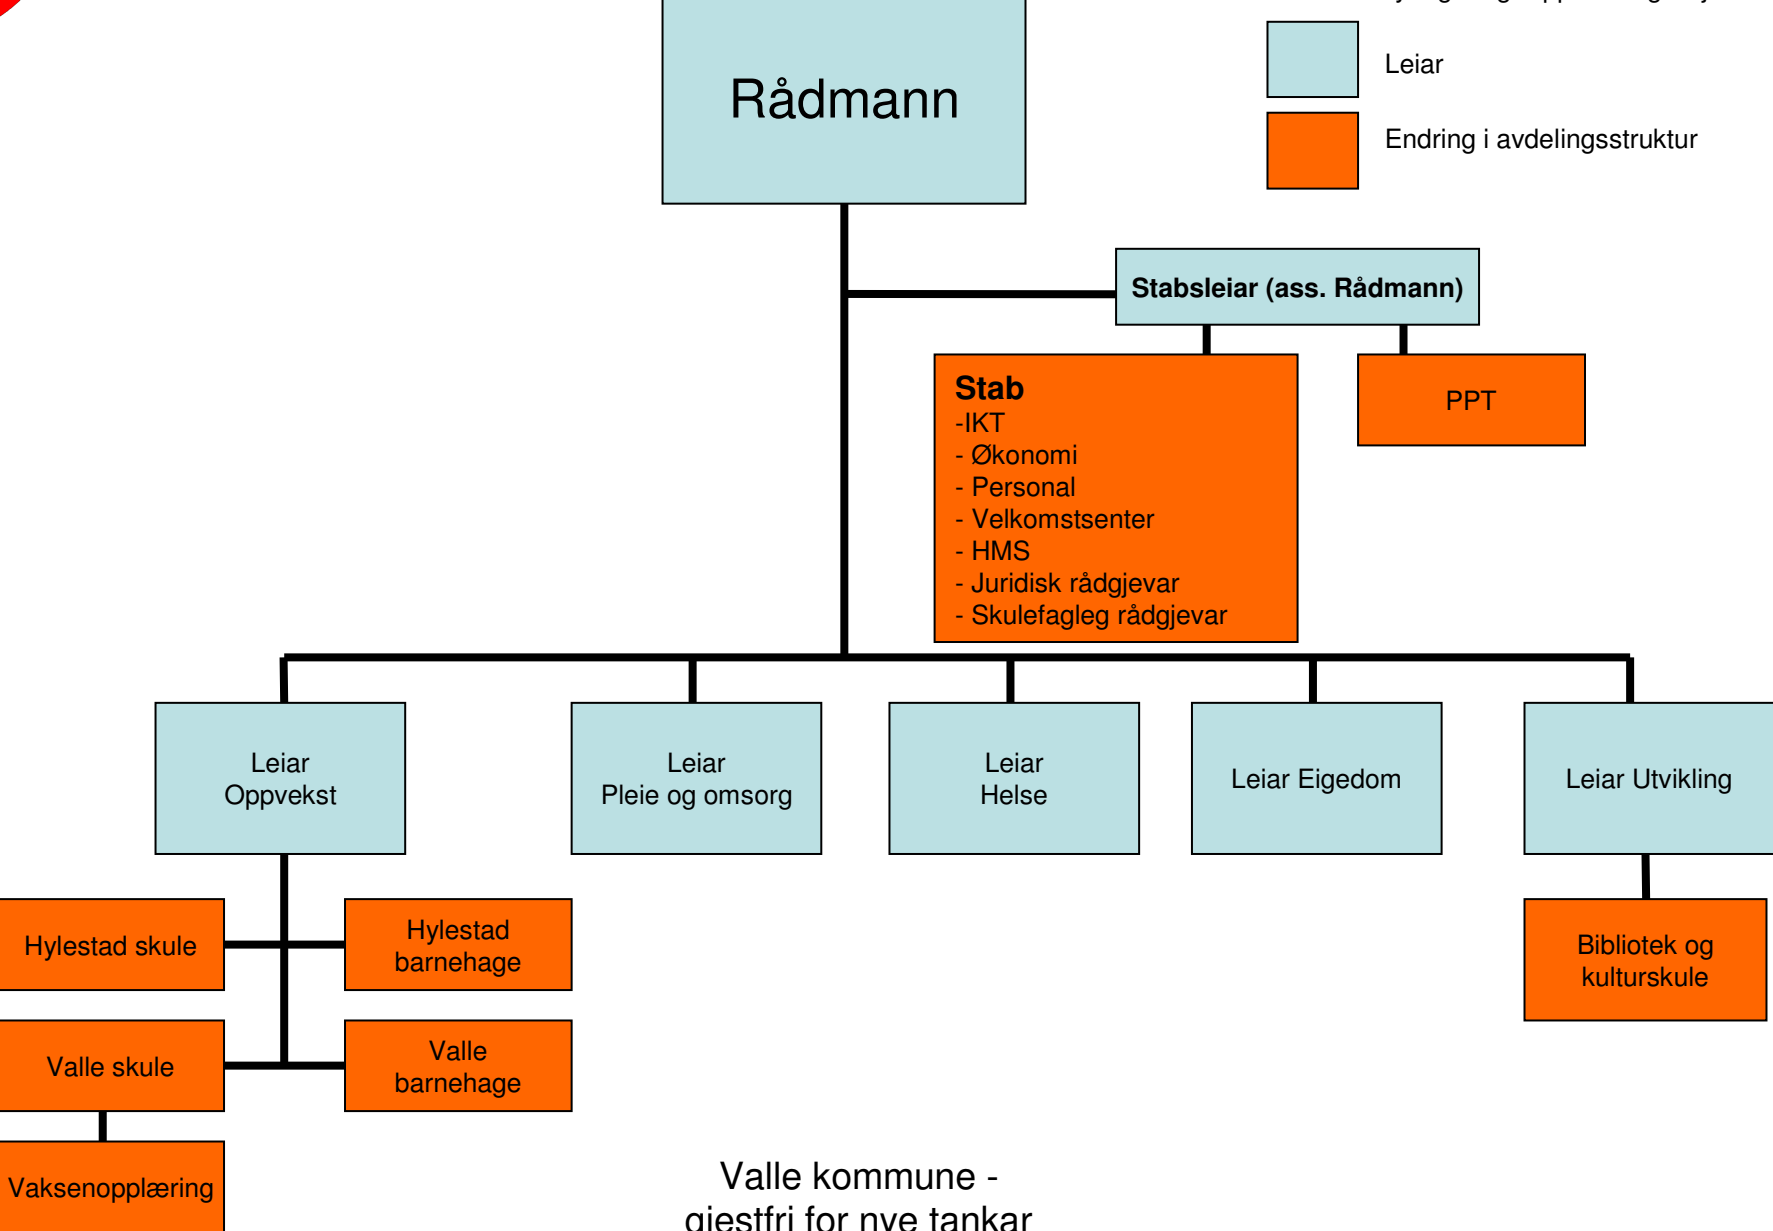 Rådmann
Leiar
Endring i avdelingsstruktur
Stabsleiar (ass. Rådmann)
Stab
-IKT
- Økonomi
- Personal
- Velkomstsenter
- HMS
- Juridisk rådgjevar
- Skulefagleg rådgjevar
PPT
Leiar
Oppvekst
Leiar
Pleie og omsorg
Leiar
Helse
Leiar Eigedom
Leiar Utvikling
Hylestad skule
Hylestad
barnehage
Bibliotek og
kulturskule
Valle skule
Valle
barnehage
Vaksenopplæring
Valle kommune -
gjestfri for nye tankar